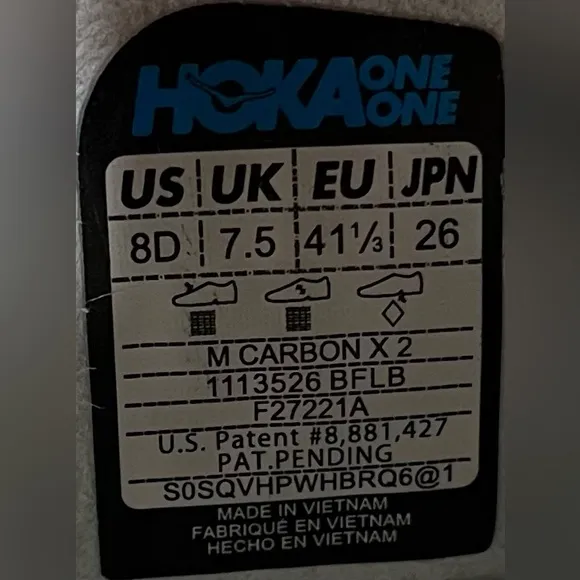 HOKA ONE ONE
US UK EU JPN
8D 7.5 41⅓ 26
M CARBON X 2
1113526 BFLB
F27221A
U.S. Patent #8,881,427
PAT.PENDING
S0SQVHPWHBRQ6@1
MADE IN VIETNAM
FABRIQUÉ EN VIETNAM
HECHO EN VIETNAM